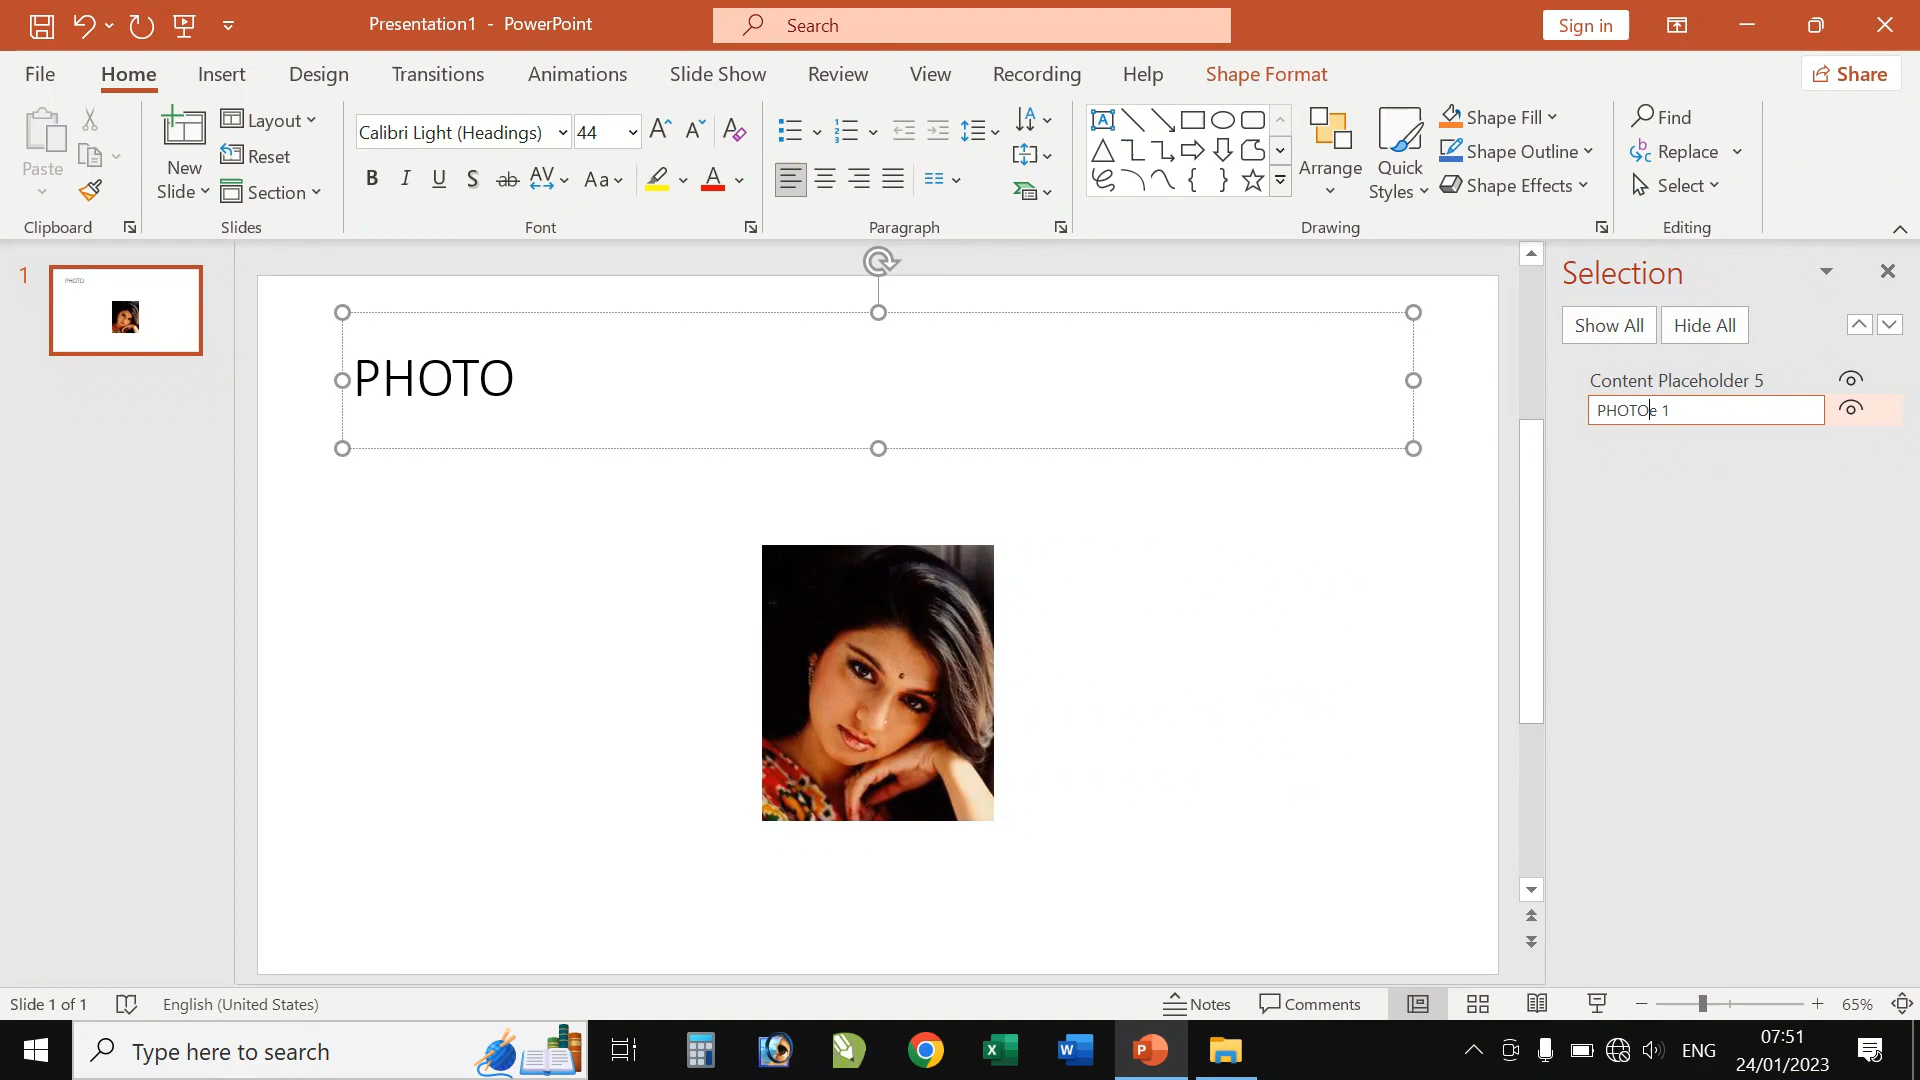 Presentation1 - PowerPoint
Search
Sign in
File Home Insert Design Transitions Animations Slide Show Review View Recording Help Shape Format
Share
Paste
New Slide
Layout
Reset
Section
Calibri Light (Headings) 44
B I U S ab AV Aa A
Arrange
Quick Styles
Shape Fill
Shape Outline
Shape Effects
Find
Replace
Select
Clipboard Slides Font Paragraph Drawing Editing
1
PHOTO
PHOTO
Selection
Show All Hide All
Content Placeholder 5
PHOTOe 1
Slide 1 of 1 English (United States) Notes Comments 65%
Type here to search
ENG
07:51
24/01/2023